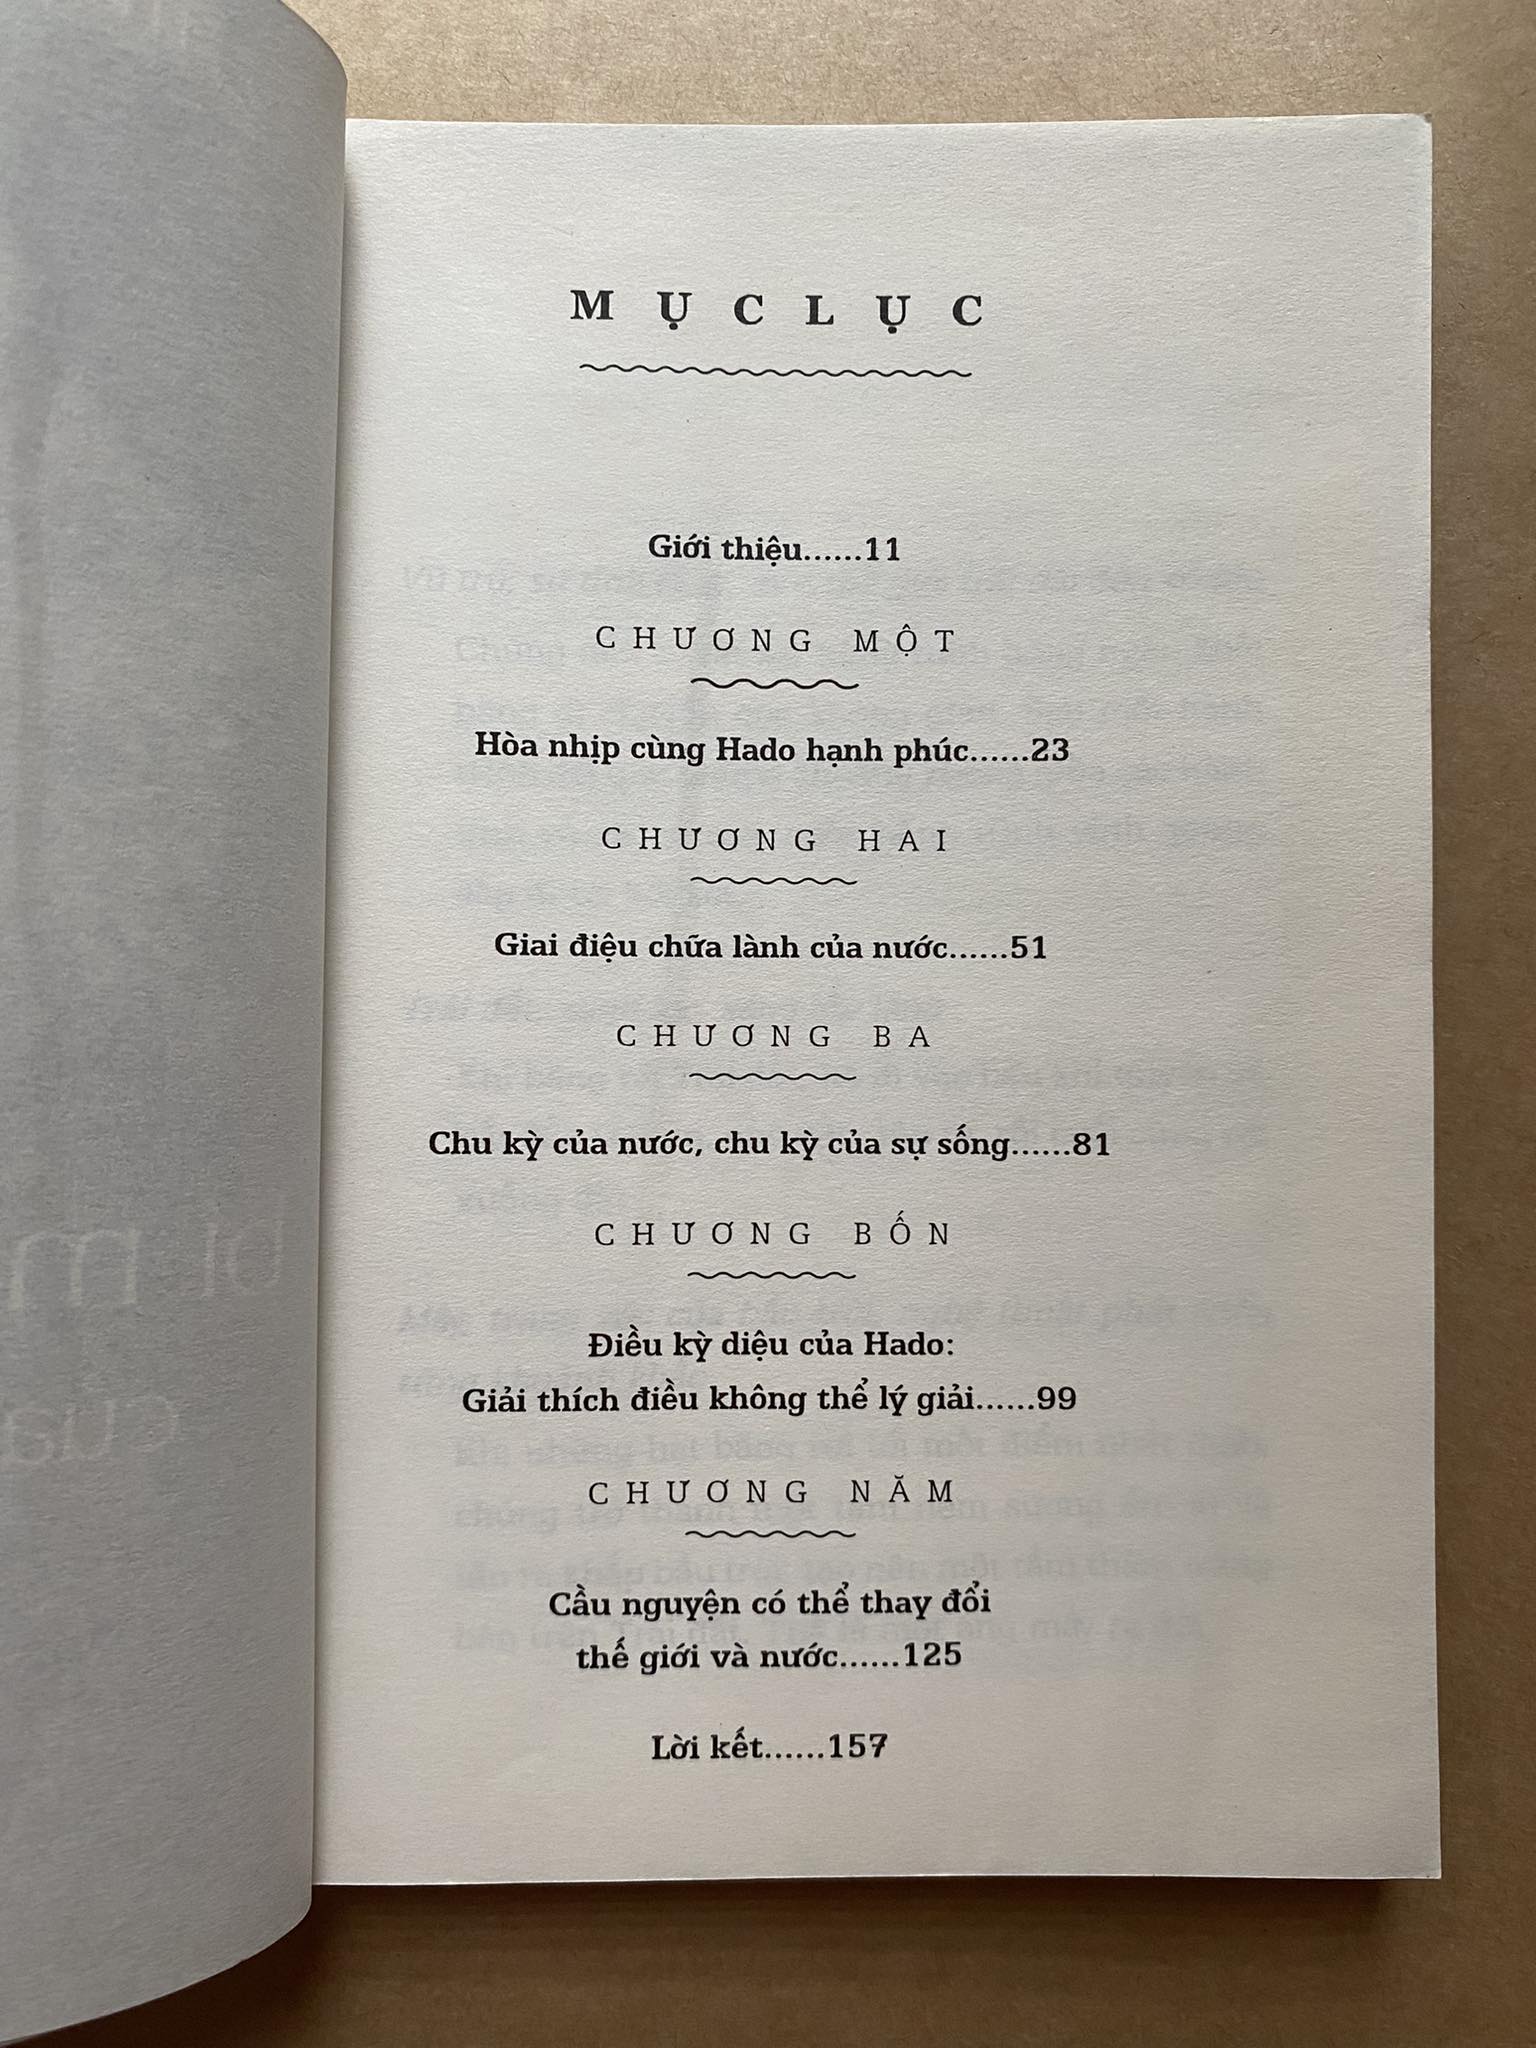 MỤC LỤC
Giới thiệu......11
CHƯƠNG MỘT
Hòa nhịp cùng Hado hạnh phúc......23
CHƯƠNG HAI
Giai điệu chữa lành của nước......51
CHƯƠNG BA
Chu kỳ của nước, chu kỳ của sự sống......81
CHƯƠNG BỐN
Điều kỳ diệu của Hado:
Giải thích điều không thể lý giải......99
CHƯƠNG NĂM
Cầu nguyện có thể thay đổi
thế giới và nước......125
Lời kết......157